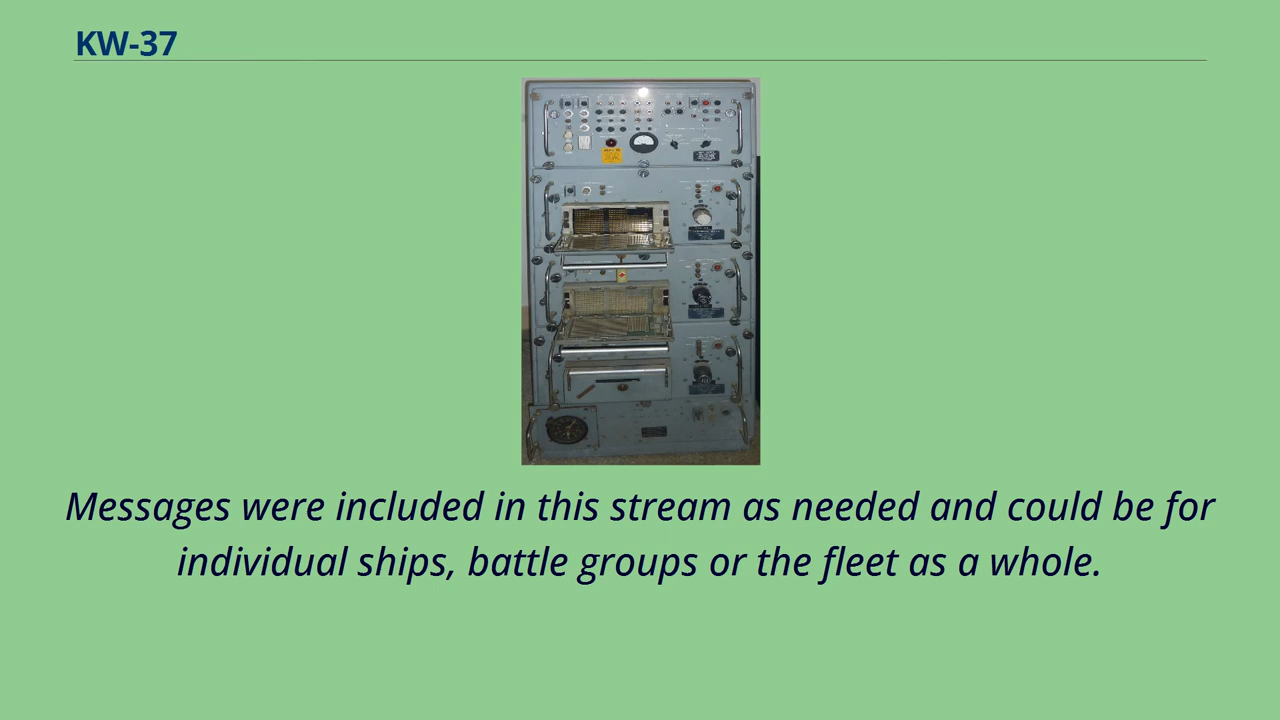 KW-37
Messages were included in this stream as needed and could be for
individual ships, battle groups or the fleet as a whole.